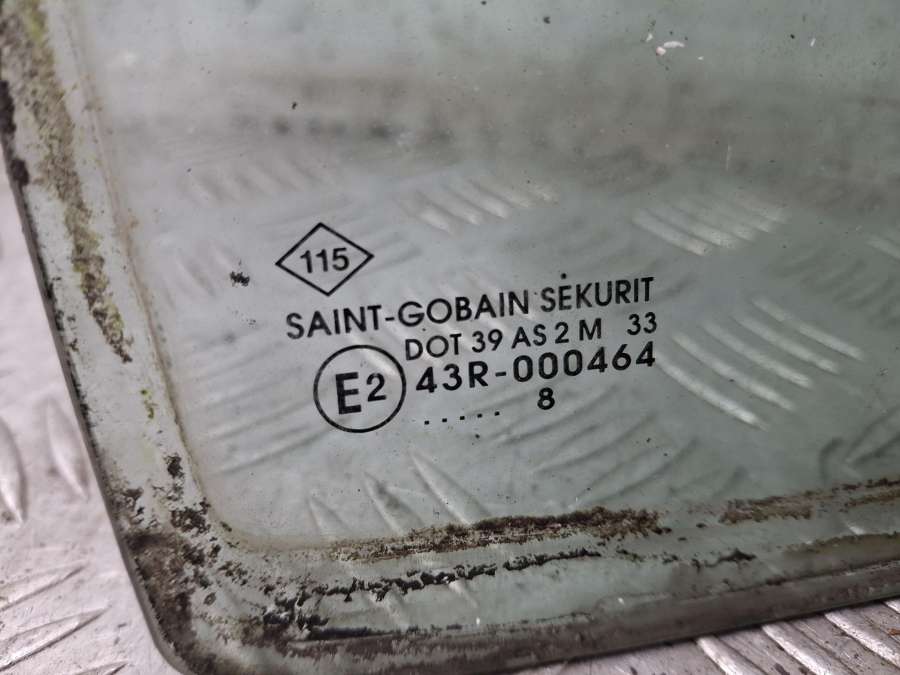 115
SAINT-GOBAIN SEKURIT
DOT 39 AS 2 M 33
E2 43R-000464
..... 8